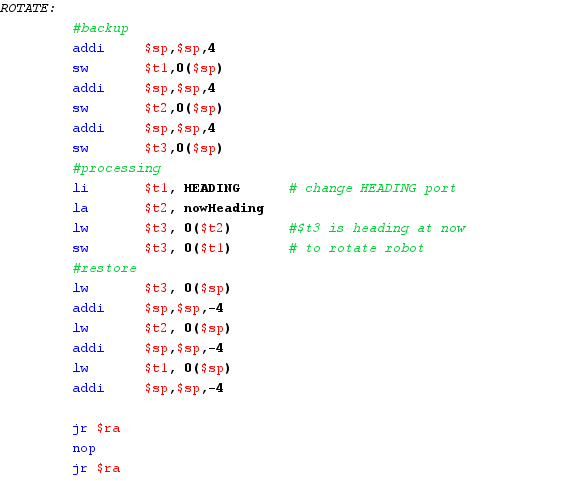 ROTATE:
#backup
addi $sp,$sp,4
sw $t1,0($sp)
addi $sp,$sp,4
sw $t2,0($sp)
addi $sp,$sp,4
sw $t3,0($sp)
#processing
li $t1, HEADING # change HEADING port
la $t2, nowHeading
lw $t3, 0($t2) #$t3 is heading at now
sw $t3, 0($t1) # to rotate robot
#restore
lw $t3, 0($sp)
addi $sp,$sp,-4
lw $t2, 0($sp)
addi $sp,$sp,-4
lw $t1, 0($sp)
addi $sp,$sp,-4
jr $ra
nop
jr $ra